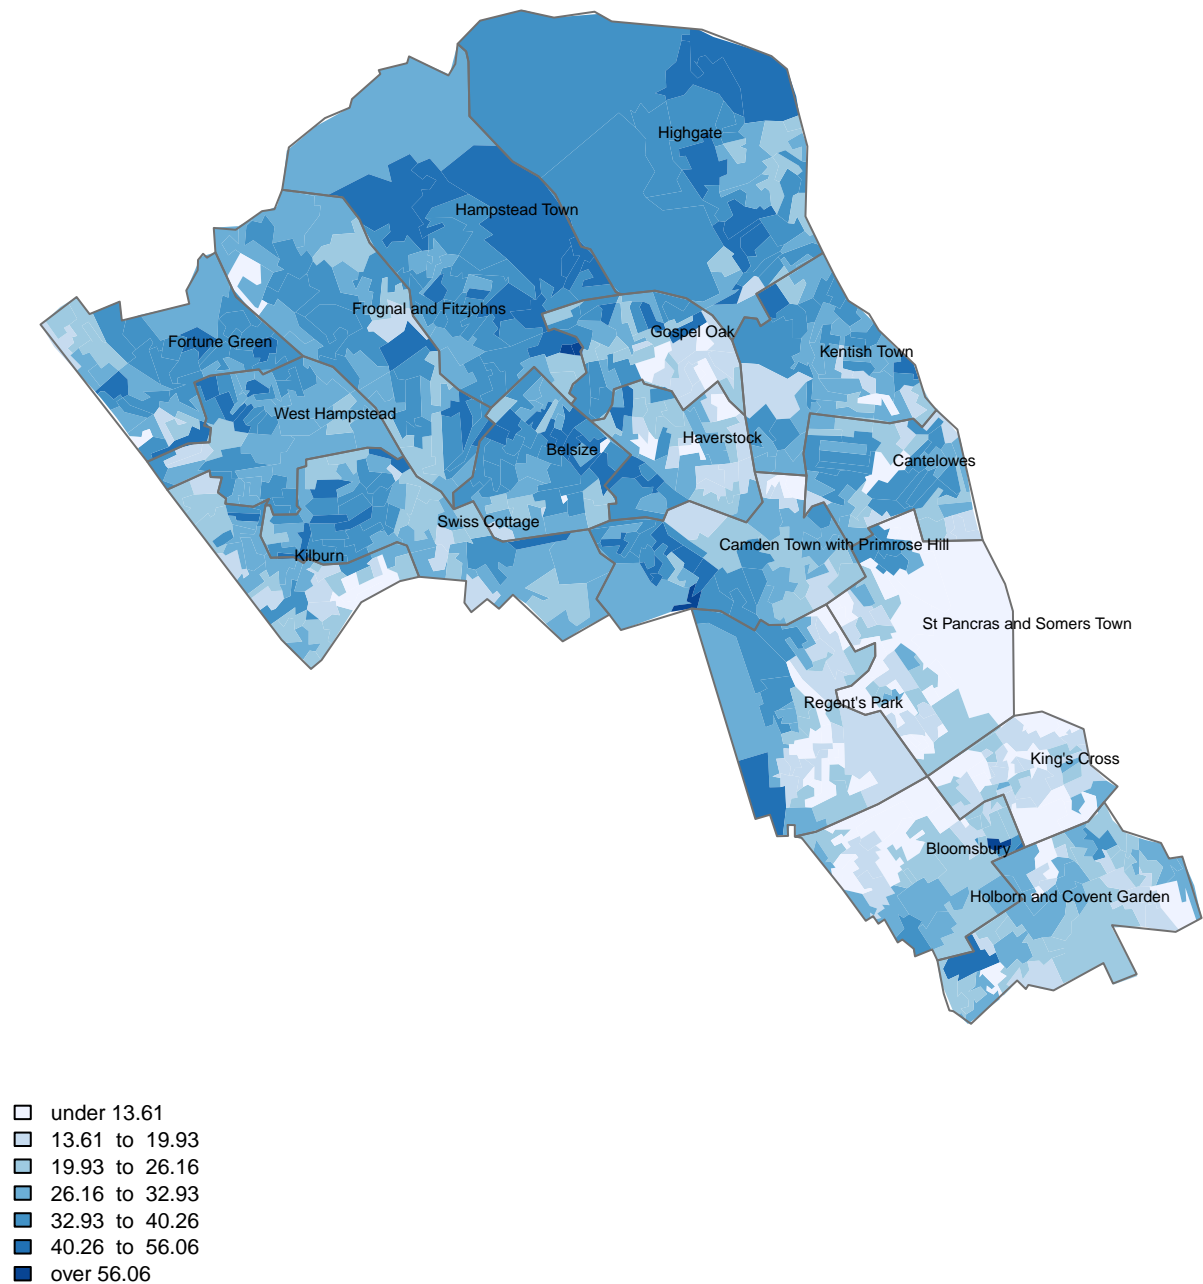 Highgate
Hampstead Town
Frognal and Fitzjohns
Gospel Oak
Fortune Green
Kentish Town
West Hampstead
Haverstock
Belsize
Cantelowes
Swiss Cottage
Camden Town with Primrose Hill
Kilburn
St Pancras and Somers Town
Regent's Park
King's Cross
Bloomsbury
Holborn and Covent Garden
under 13.61
13.61 to 19.93
19.93 to 26.16
26.16 to 32.93
32.93 to 40.26
40.26 to 56.06
over 56.06